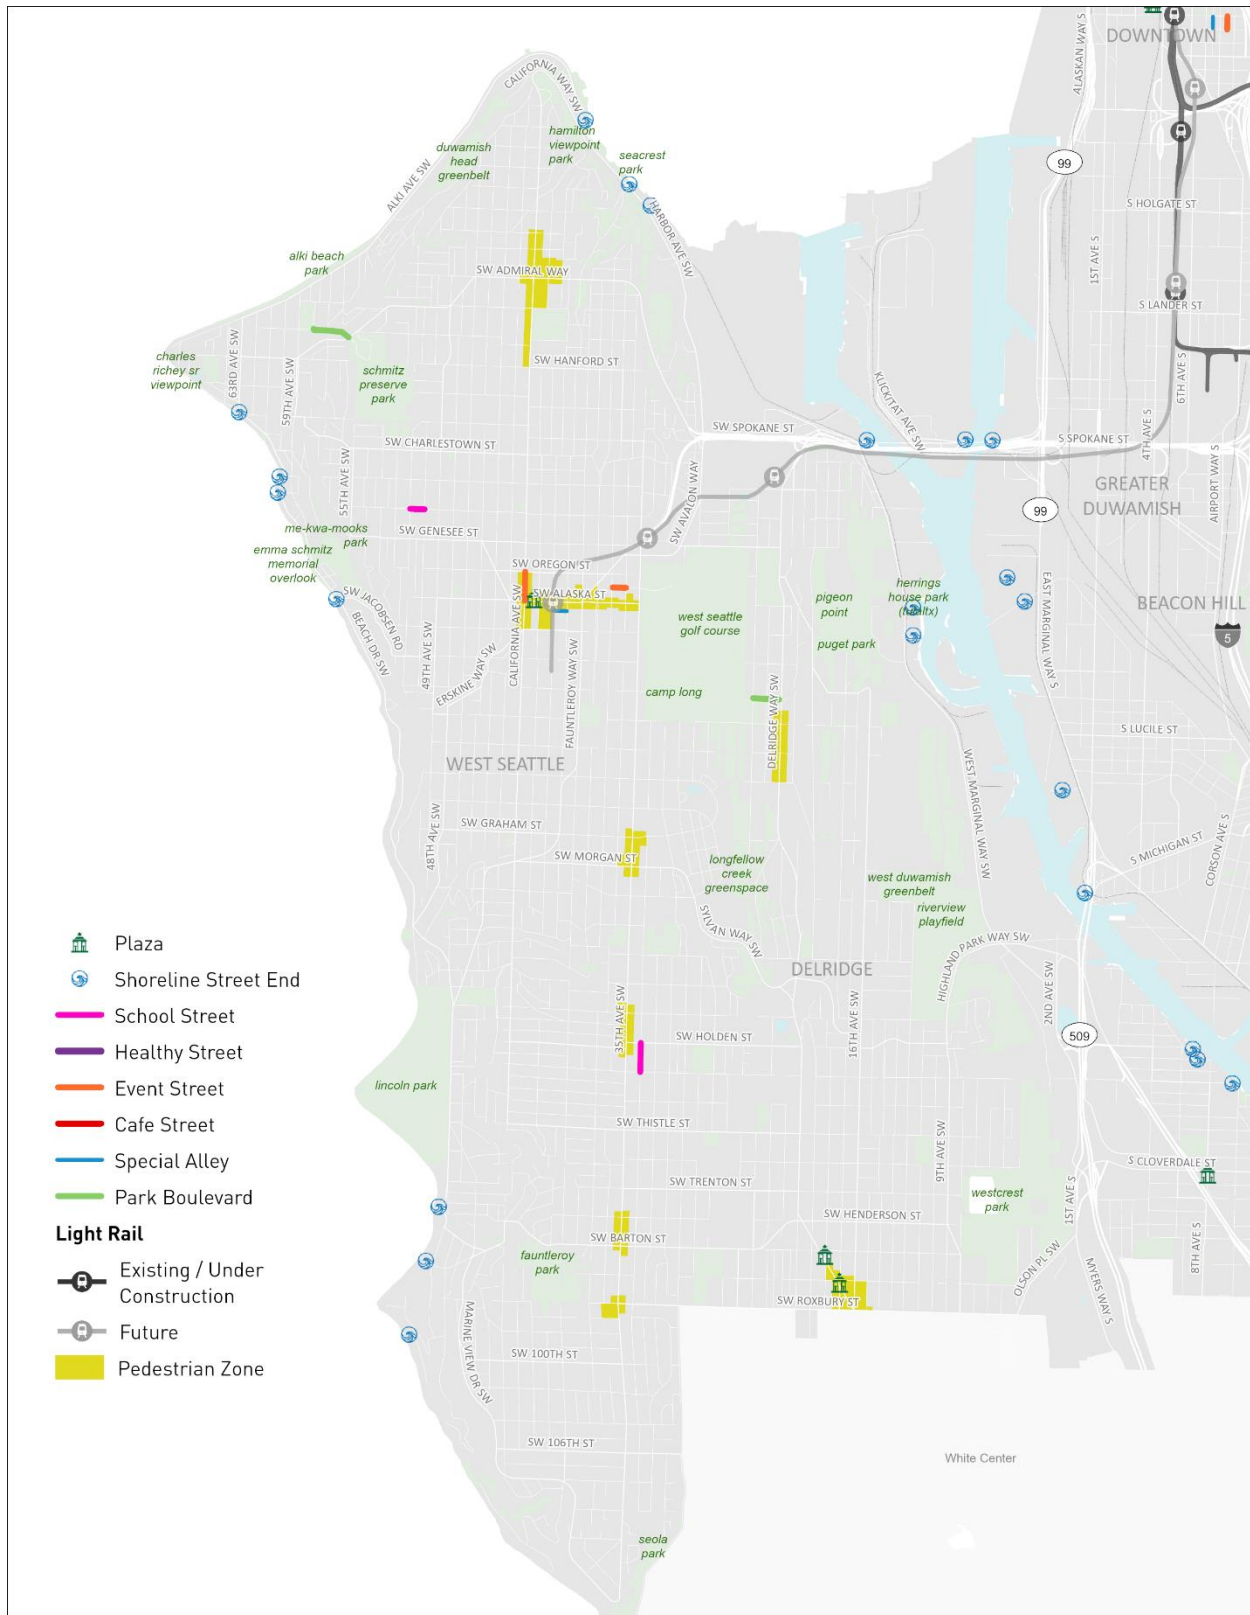 DOWNTOWN
ALASKAN WAY S
CALIFORNIA WAY SW
hamilton
viewpoint
park
duwamish
head
greenbelt
seacrest
park
99
ALKI AVE SW
HARBOR AVE SW
S HOLGATE ST
1ST AVE S
alki beach
park
SW ADMIRAL WAY
S LANDER ST
charles
richey sr
viewpoint
63RD AVE SW
59TH AVE SW
schmitz
preserve
park
SW HANFORD ST
KLICKITAT AVE SW
6TH AVE S
4TH AVE S
SW CHARLESTOWN ST
SW SPOKANE ST
S SPOKANE ST
AIRPORT WAY S
55TH AVE SW
SW AVALON WAY
GREATER
DUWAMISH
99
me-kwa-mooks
park
SW GENESEE ST
emma schmitz
memorial
overlook
SW OREGON ST
SW ALASKA ST
SW JACOBSEN RD
BEACH DR SW
49TH AVE SW
ERSKINE WAY SW
CALIFORNIA AVE SW
FAUNTLEROY WAY SW
west seattle
golf course
pigeon
point
puget park
herrings
house park
(tualtx)
EAST MARGINAL WAY S
BEACON HILL
5
camp long
DELRIDGE WAY SW
S LUCILE ST
WEST SEATTLE
WEST MARGINAL WAY SW
48TH AVE SW
SW GRAHAM ST
SW MORGAN ST
longfellow
creek
greenspace
S MICHIGAN ST
CORSON AVE S
west duwamish
greenbelt
riverview
playfield
SYLVAN WAY SW
HIGHLAND PARK WAY SW
DELRIDGE
2ND AVE SW
35TH AVE SW
16TH AVE SW
SW HOLDEN ST
509
lincoln park
SW THISTLE ST
9TH AVE SW
S CLOVERDALE ST
SW TRENTON ST
westcrest
park
1ST AVE S
SW HENDERSON ST
SW BARTON ST
fauntleroy
park
OLSON PL SW
MYERS WAY S
8TH AVE S
SW ROXBURY ST
MARINE VIEW DR SW
SW 100TH ST
SW 106TH ST
White Center
seola
park
Plaza
Shoreline Street End
School Street
Healthy Street
Event Street
Cafe Street
Special Alley
Park Boulevard
Light Rail
Existing / Under
Construction
Future
Pedestrian Zone